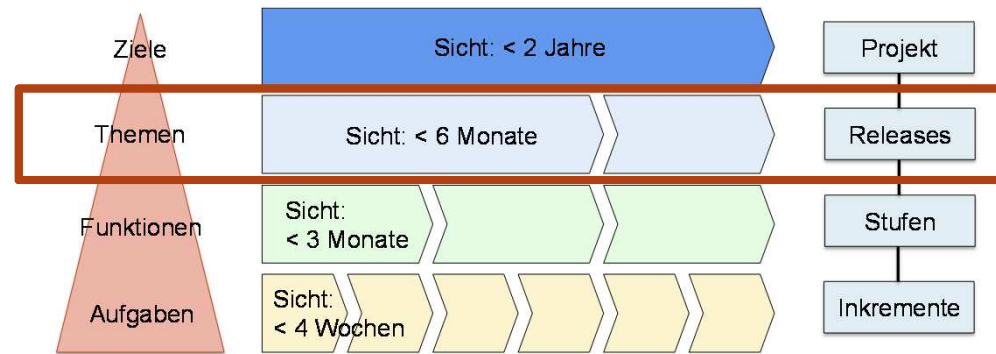 Ziele
Sicht: < 2 Jahre
Projekt
Themen
Sicht: < 6 Monate
Releases
Funktionen
Sicht:
< 3 Monate
Stufen
Aufgaben
Sicht:
< 4 Wochen
Inkremente